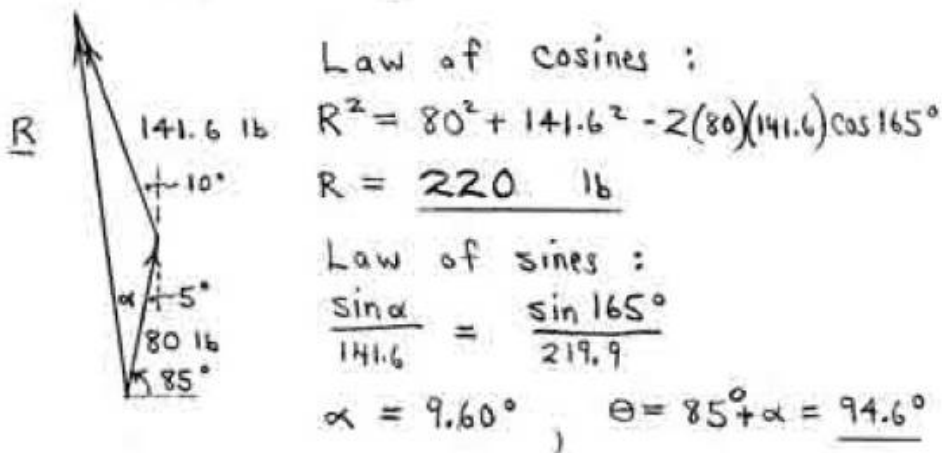 Law of cosines :
R 141.6 lb R² = 80² + 141.6² - 2(80)(141.6) cos 165°
10° R = 220 lb
Law of sines :
α 5° sin α / 141.6 = sin 165° / 219.9
80 lb
85° α = 9.60° , θ = 85° + α = 94.6°